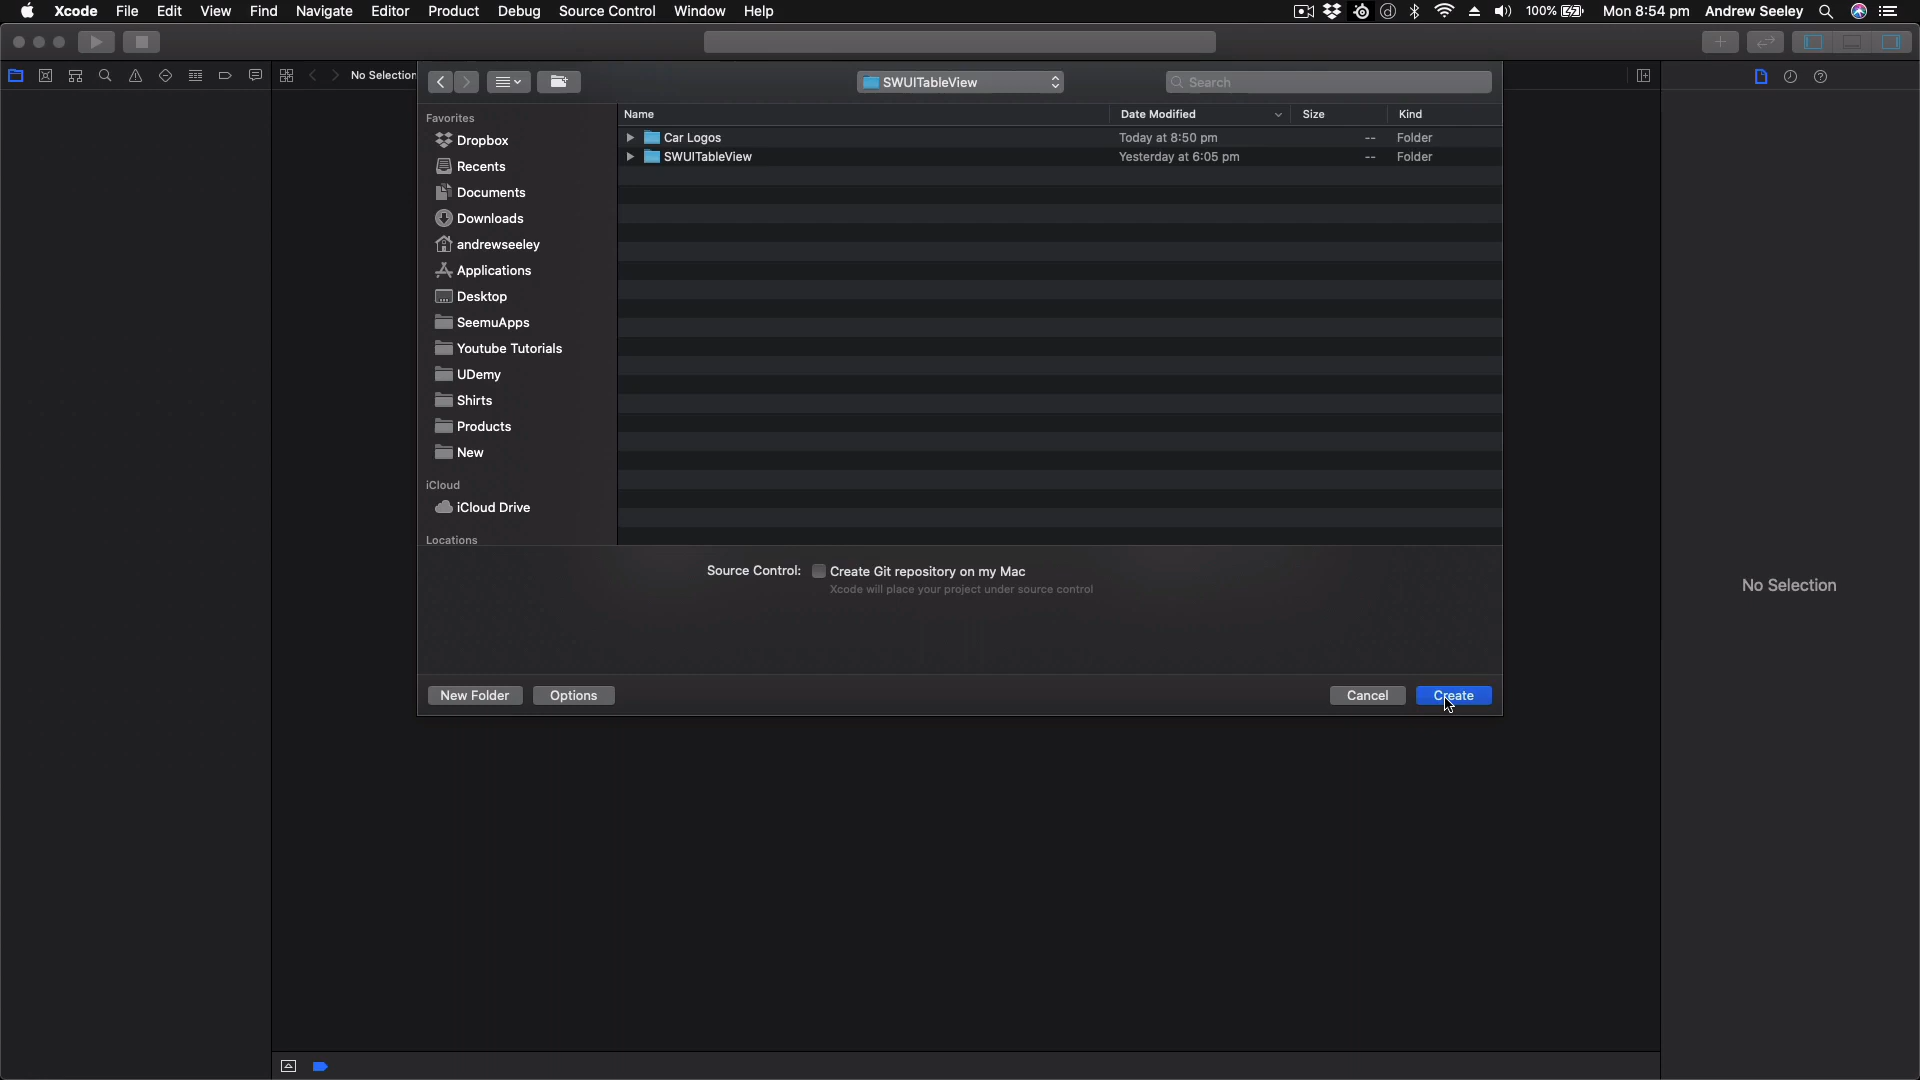 Xcode File Edit View Find Navigate Editor Product Debug Source Control Window Help 100% Mon 8:54 pm Andrew Seeley
No Selection
SWUITableView
Search
Favorites
Dropbox
Recents
Documents
Downloads
andrewseeley
Applications
Desktop
SeemuApps
Youtube Tutorials
UDemy
Shirts
Products
New
iCloud
iCloud Drive
Locations
Name Date Modified Size Kind
Car Logos Today at 8:50 pm -- Folder
SWUITableView Yesterday at 6:05 pm -- Folder
Source Control: Create Git repository on my Mac
Xcode will place your project under source control
New Folder Options Cancel Create
No Selection